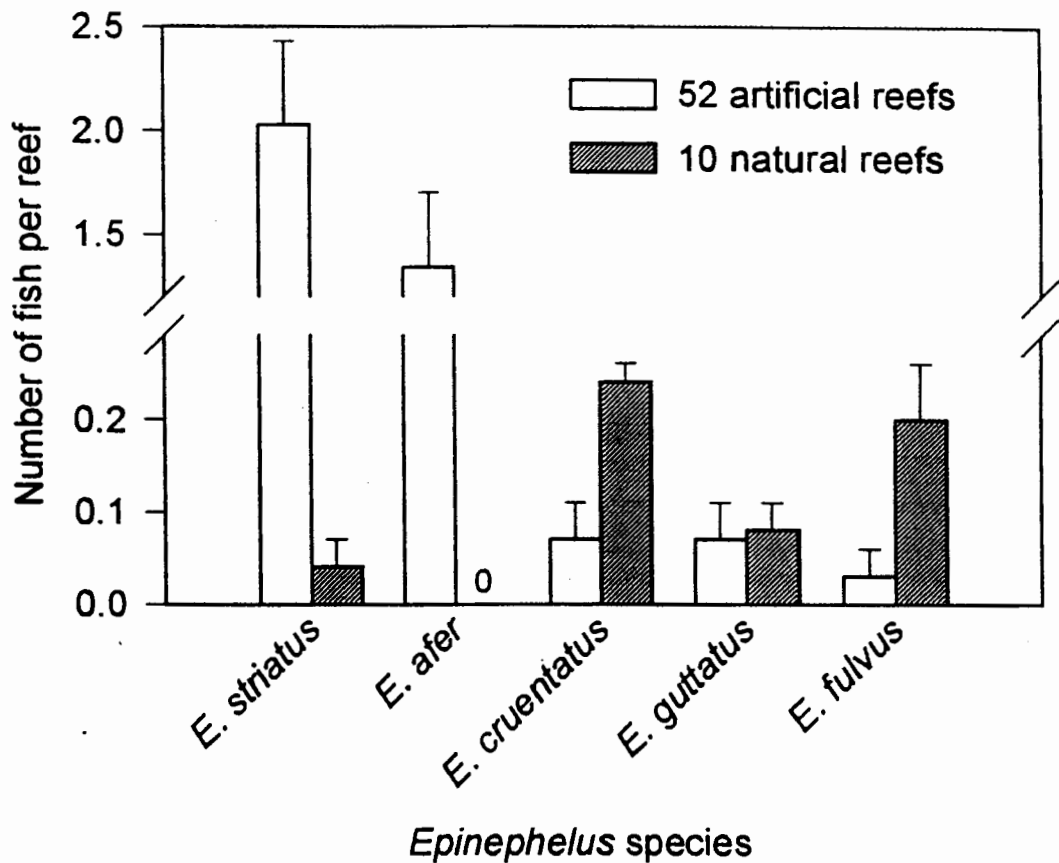 2.5
2.0
1.5
0.2
0.1
0.0
Number of fish per reef
52 artificial reefs
10 natural reefs
0
E. striatus
E. afer
E. cruentatus
E. guttatus
E. fulvus
Epinephelus species